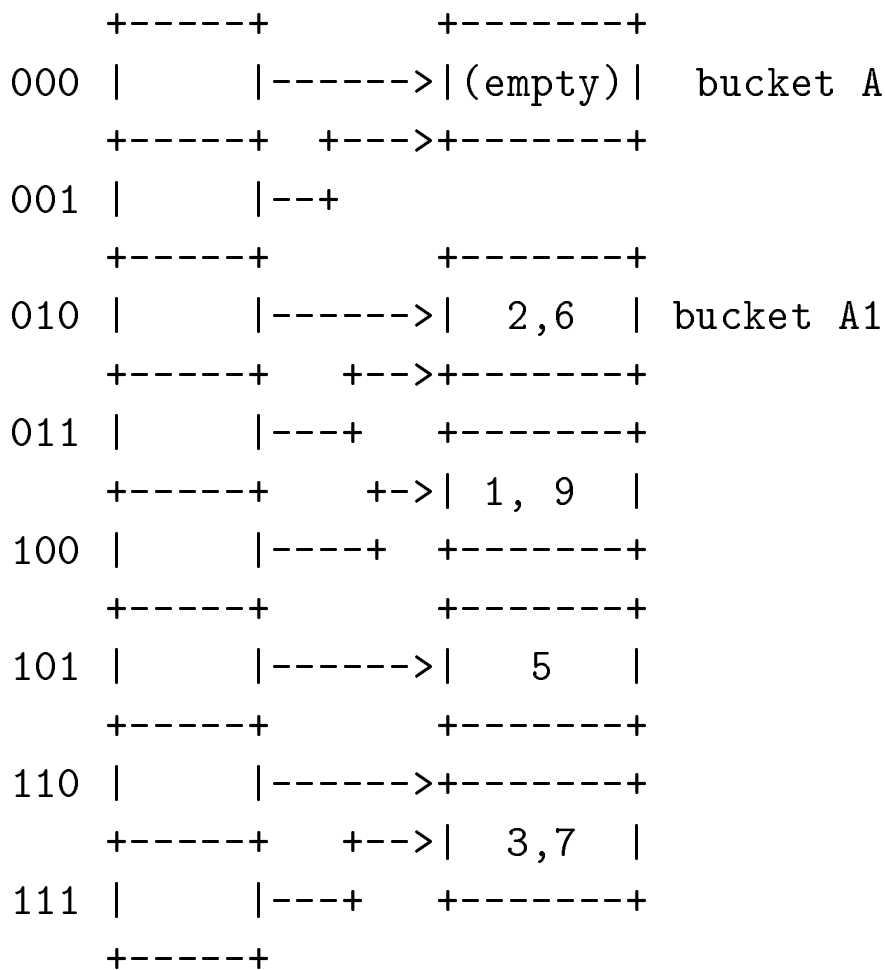 +-----+       +-------+
000 |     |------>|(empty)|  bucket A
    +-----+  +--->+-------+
001 |     |--+
    +-----+       +-------+
010 |     |------>|  2,6  | bucket A1
    +-----+   +-->+-------+
011 |     |---+   +-------+
    +-----+    +->| 1, 9  |
100 |     |----+  +-------+
    +-----+       +-------+
101 |     |------>|   5   |
    +-----+       +-------+
110 |     |------>+-------+
    +-----+   +-->|  3,7  |
111 |     |---+   +-------+
    +-----+